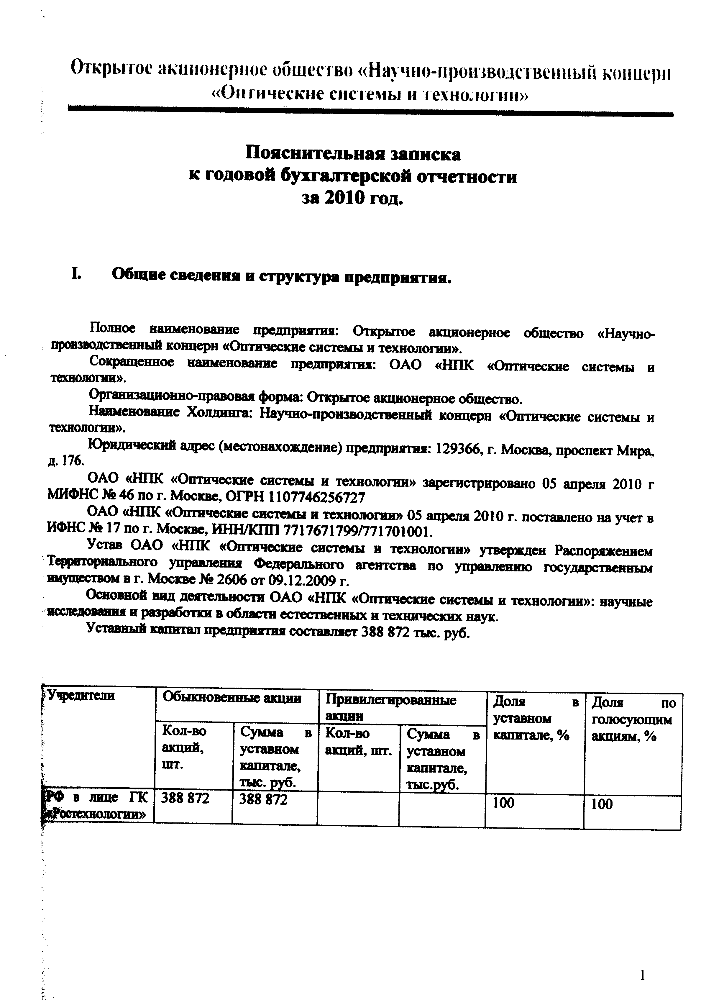 Открытое акционерное общество «Научно-производственный концерн
«Оптические системы и технологии»
Пояснительная записка
к годовой бухгалтерской отчетности
за 2010 год.
I. Общие сведения и структура предприятия.
Полное наименование предприятия: Открытое акционерное общество «Научно-
производственный концерн «Оптические системы и технологии».
Сокращенное наименование предприятия: ОАО «НПК «Оптические системы и
технологии».
Организационно-правовая форма: Открытое акционерное общество.
Наименование Холдинга: Научно-производственный концерн «Оптические системы и
технологии».
Юридический адрес (местонахождение) предприятия: 129366, г. Москва, проспект Мира,
д. 176.
ОАО «НПК «Оптические системы и технологии» зарегистрировано 05 апреля 2010 г
МИФНС № 46 по г. Москве, ОГРН 1107746256727
ОАО «НПК «Оптические системы и технологии» 05 апреля 2010 г. поставлено на учет в
ИФНС № 17 по г. Москве, ИНН/КПП 7717671799/771701001.
Устав ОАО «НПК «Оптические системы и технологии» утвержден Распоряжением
Территориального управления Федерального агентства по управлению государственным
имуществом в г. Москве № 2606 от 09.12.2009 г.
Основной вид деятельности ОАО «НПК «Оптические системы и технологии»: научные
исследования и разработки в области естественных и технических наук.
Уставный капитал предприятия составляет 388 872 тыс. руб.
Учредители
Обыкновенные акции
Привилегированные
акции
Доля в
уставном
капитале, %
Доля по
голосующим
акциям, %
Кол-во
акций,
шт.
Сумма в
уставном
капитале,
тыс. руб.
Кол-во
акций, шт.
Сумма в
уставном
капитале,
тыс.руб.
РФ в лице ГК
«Ростехнологии»
388 872
388 872
100
100
1